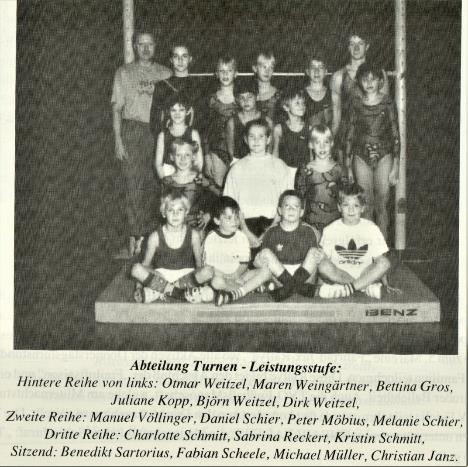 adidas
BENZ
Abteilung Turnen - Leistungsstufe:
Hintere Reihe von links: Otmar Weitzel, Maren Weingärtner, Bettina Gros,
Juliane Kopp, Björn Weitzel, Dirk Weitzel,
Zweite Reihe: Manuel Völlinger, Daniel Schier, Peter Möbius, Melanie Schier,
Dritte Reihe: Charlotte Schmitt, Sabrina Reckert, Kristin Schmitt,
Sitzend: Benedikt Sartorius, Fabian Scheele, Michael Müller, Christian Janz.